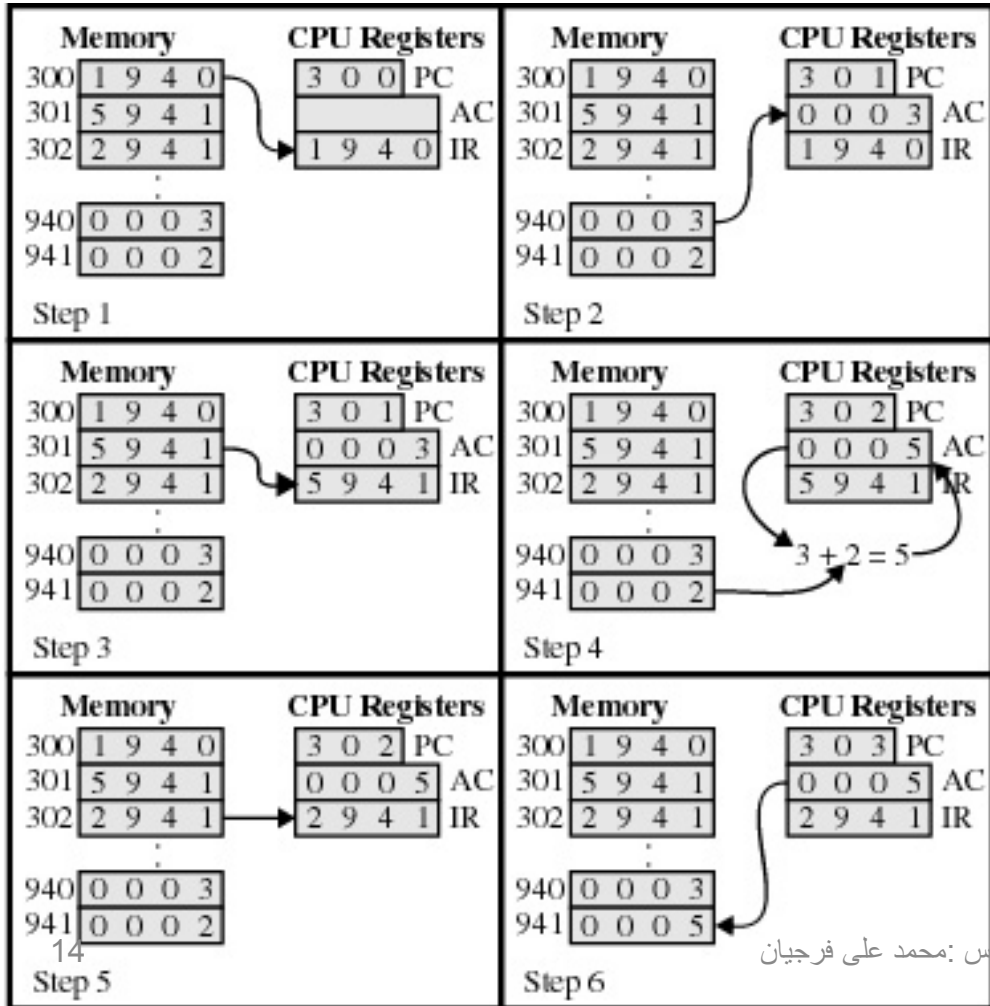 Memory CPU Registers
300 1 9 4 0 3 0 0 PC
301 5 9 4 1 AC
302 2 9 4 1 1 9 4 0 IR
940 0 0 0 3
941 0 0 0 2
Step 1
Memory CPU Registers
300 1 9 4 0 3 0 1 PC
301 5 9 4 1 0 0 0 3 AC
302 2 9 4 1 1 9 4 0 IR
940 0 0 0 3
941 0 0 0 2
Step 2
Memory CPU Registers
300 1 9 4 0 3 0 1 PC
301 5 9 4 1 0 0 0 3 AC
302 2 9 4 1 5 9 4 1 IR
940 0 0 0 3
941 0 0 0 2
Step 3
Memory CPU Registers
300 1 9 4 0 3 0 2 PC
301 5 9 4 1 0 0 0 5 AC
302 2 9 4 1 5 9 4 1 IR
940 0 0 0 3 3 + 2 = 5
941 0 0 0 2
Step 4
Memory CPU Registers
300 1 9 4 0 3 0 2 PC
301 5 9 4 1 0 0 0 5 AC
302 2 9 4 1 2 9 4 1 IR
940 0 0 0 3
941 0 0 0 2
14
Step 5
Memory CPU Registers
300 1 9 4 0 3 0 3 PC
301 5 9 4 1 0 0 0 5 AC
302 2 9 4 1 2 9 4 1 IR
940 0 0 0 3
941 0 0 0 5
محمد علی فرجیان
Step 6